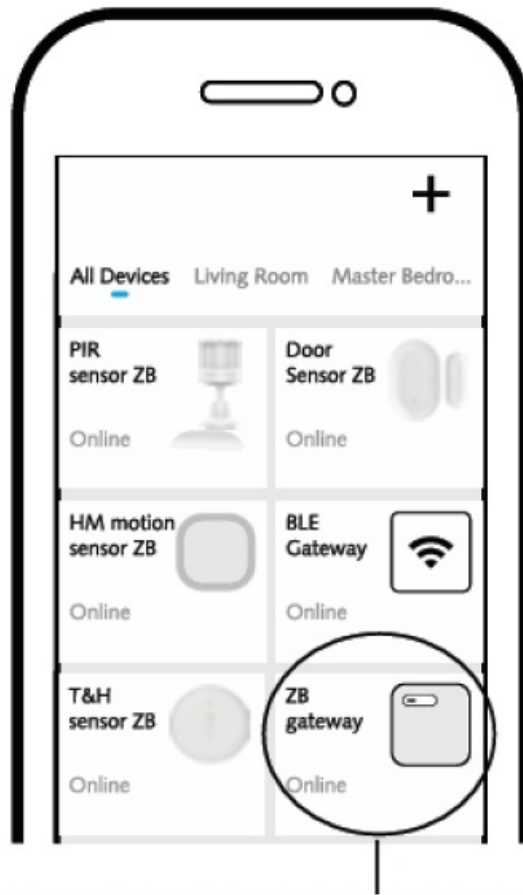 +
All Devices Living Room Master Bedro...
PIR
sensor ZB
Online
Door
Sensor ZB
Online
HM motion
sensor ZB
Online
BLE
Gateway
Online
T&H
sensor ZB
Online
ZB
gateway
Online